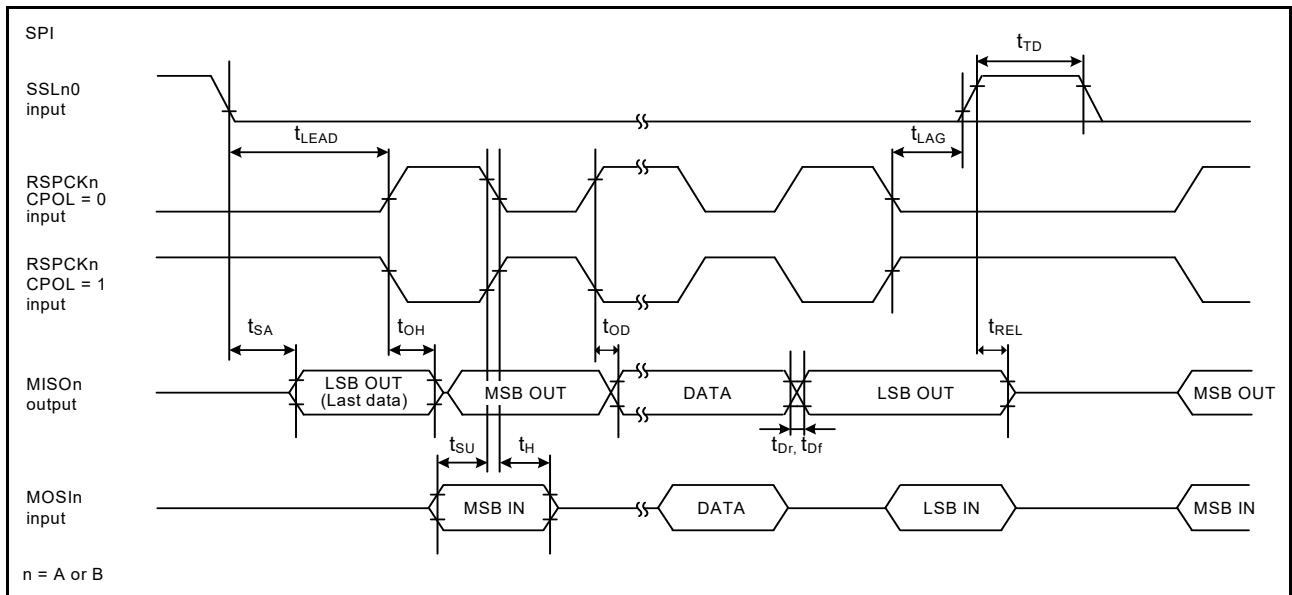 SPI
tTD
SSLn0
input
tLEAD
tLAG
RSPCKn
CPOL = 0
input
RSPCKn
CPOL = 1
input
tSA
tOH
tOD
tREL
MISOn
output
LSB OUT
(Last data)
MSB OUT
DATA
LSB OUT
MSB OUT
tSU
tH
tDr, tDf
MOSIn
input
MSB IN
DATA
LSB IN
MSB IN
n = A or B